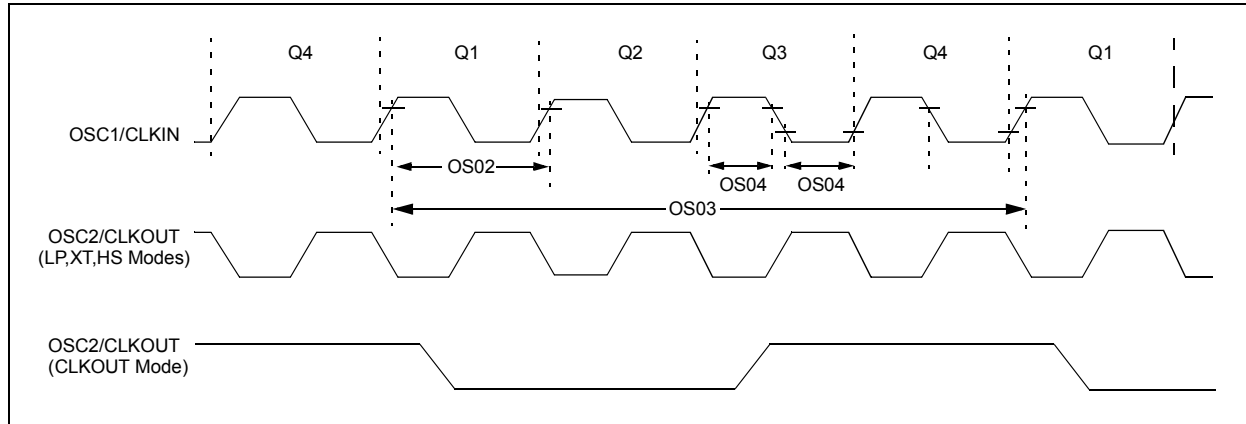 Q4 Q1 Q2 Q3 Q4 Q1
OSC1/CLKIN
OS02
OS04 OS04
OS03
OSC2/CLKOUT
(LP,XT,HS Modes)
OSC2/CLKOUT
(CLKOUT Mode)